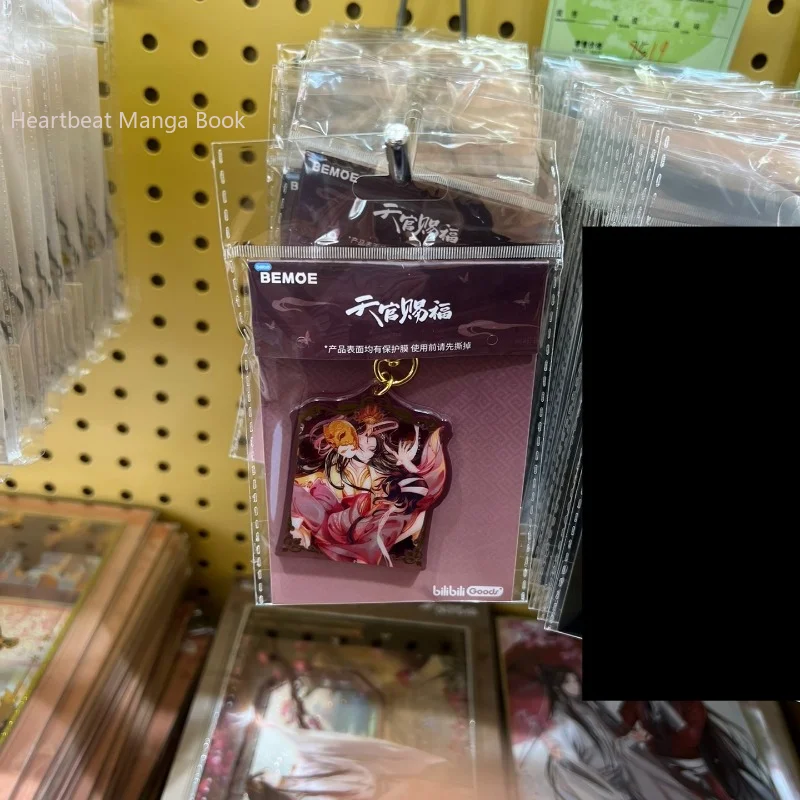 Heartbeat Manga Book
BEMOE
天官赐福
BEMOE
天官赐福
*产品表面均有保护膜 使用前请先撕掉
bilibili Goods